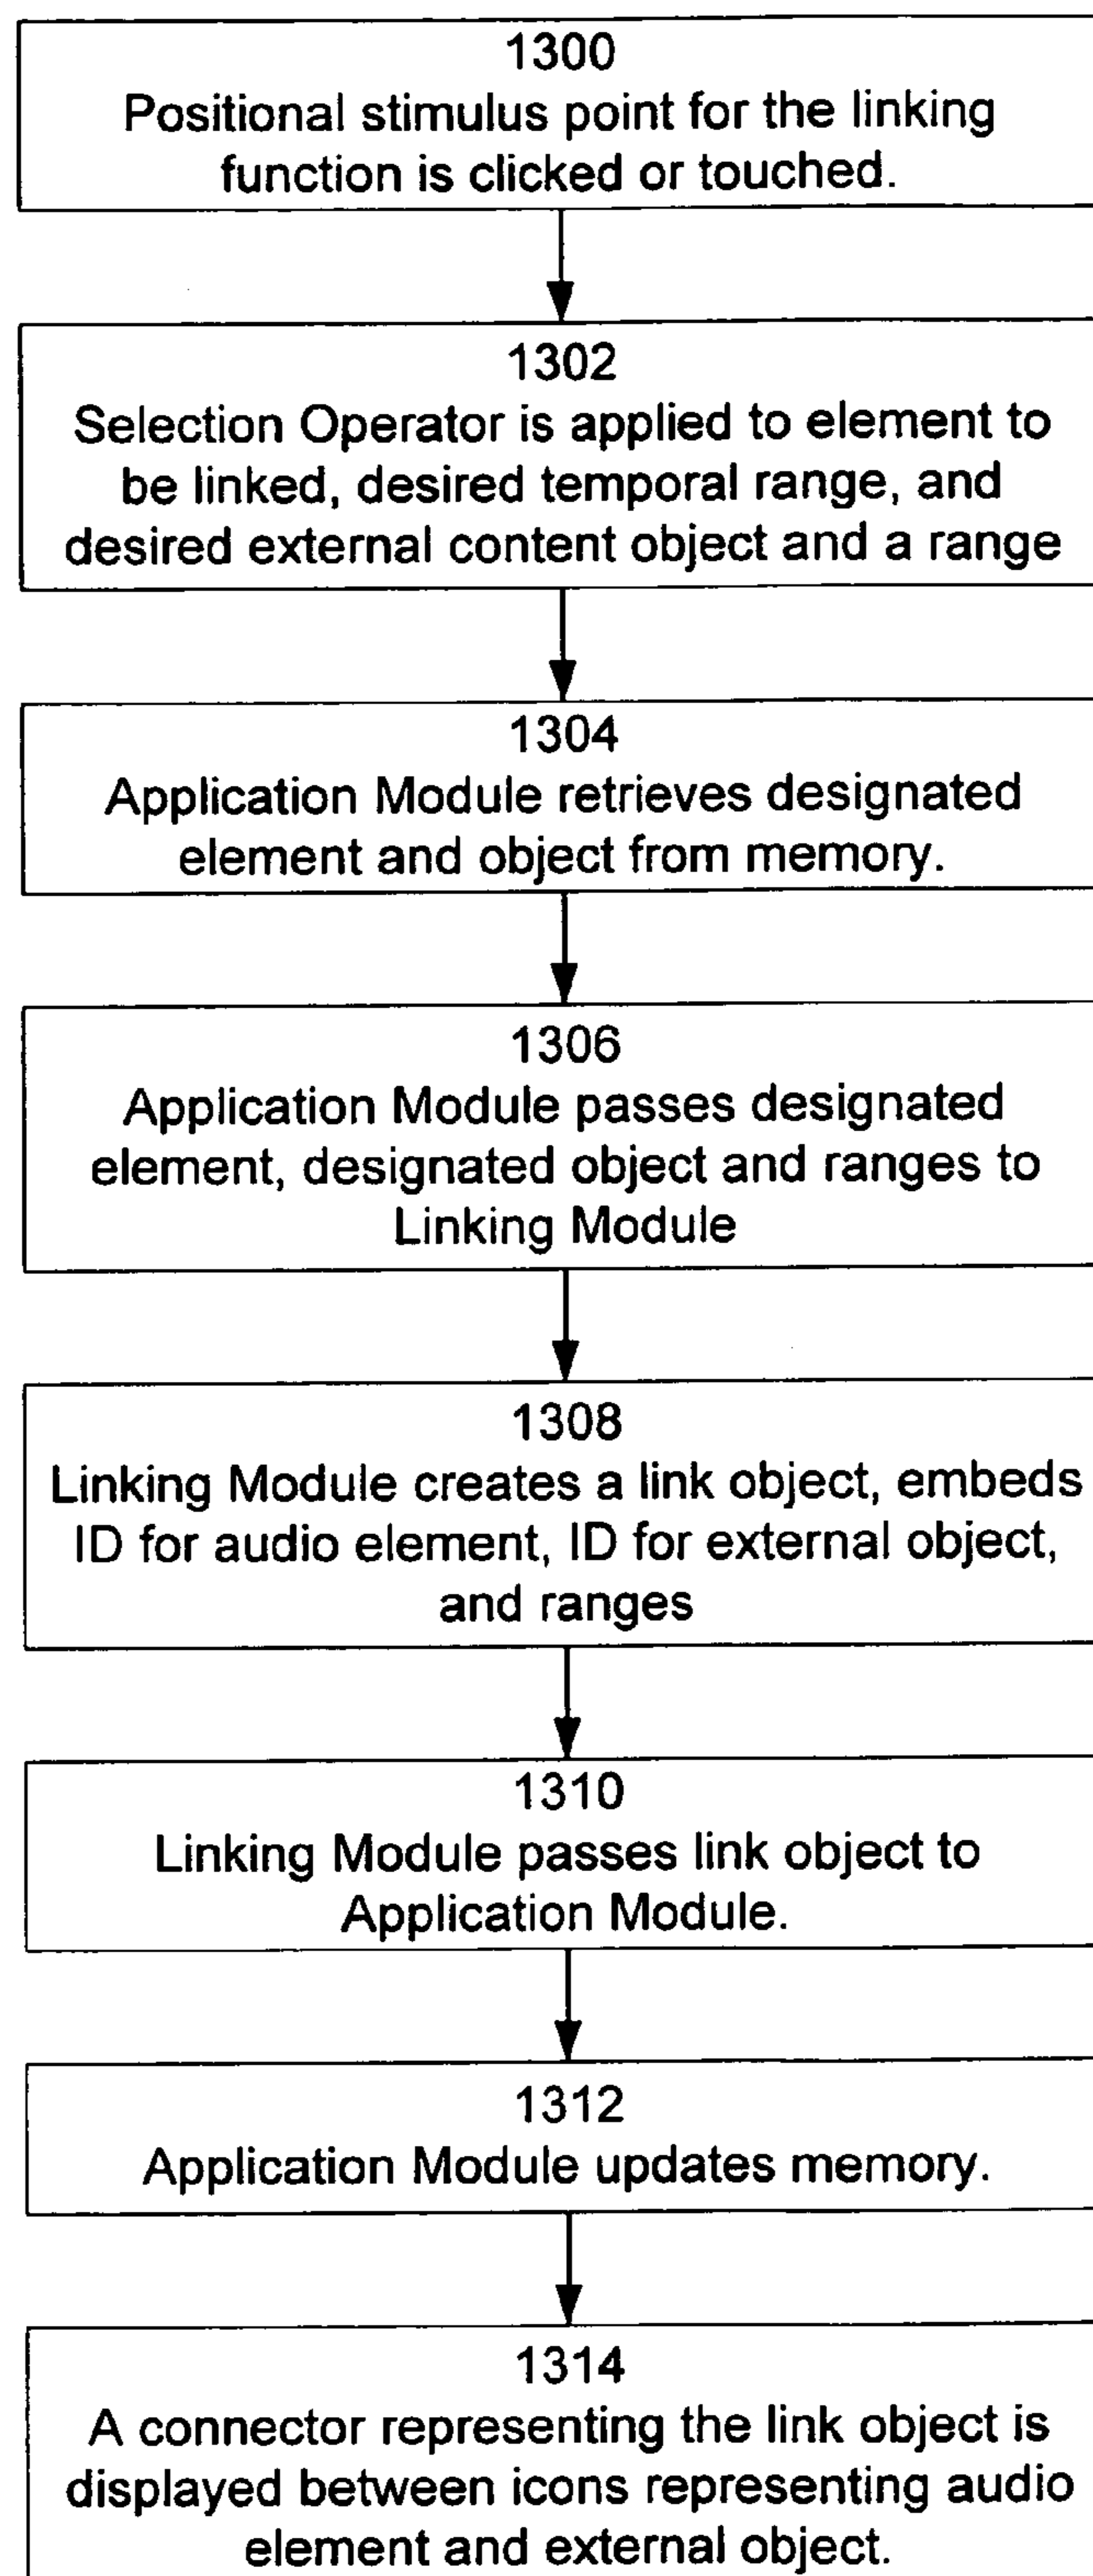 1300
Positional stimulus point for the linking
function is clicked or touched.
1302
Selection Operator is applied to element to
be linked, desired temporal range, and
desired external content object and a range
1304
Application Module retrieves designated
element and object from memory.
1306
Application Module passes designated
element, designated object and ranges to
Linking Module
1308
Linking Module creates a link object, embeds
ID for audio element, ID for external object,
and ranges
1310
Linking Module passes link object to
Application Module.
1312
Application Module updates memory.
1314
A connector representing the link object is
displayed between icons representing audio
element and external object.